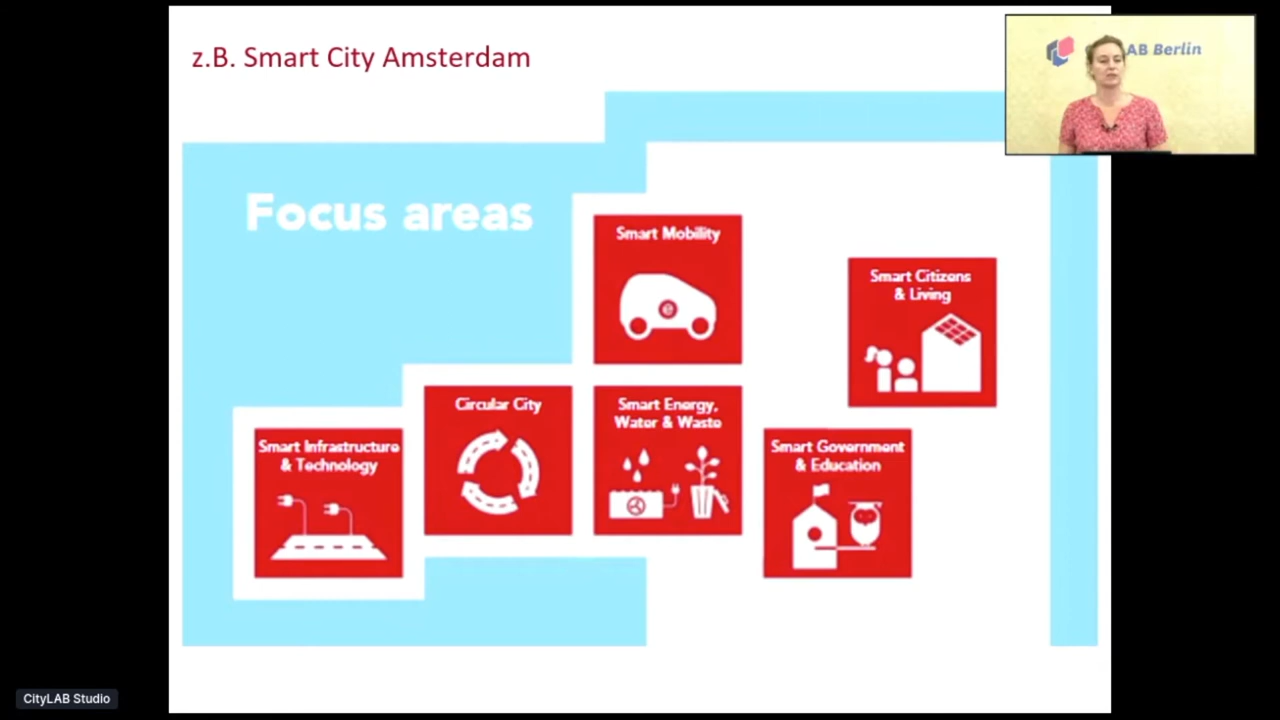 z.B. Smart City Amsterdam
AB Berlin
Focus areas
Smart Mobility
e
Smart Citizens
& Living
Circular City
Smart Energy,
Water & Waste
Smart Infrastructure
& Technology
Smart Government
& Education
CityLAB Studio